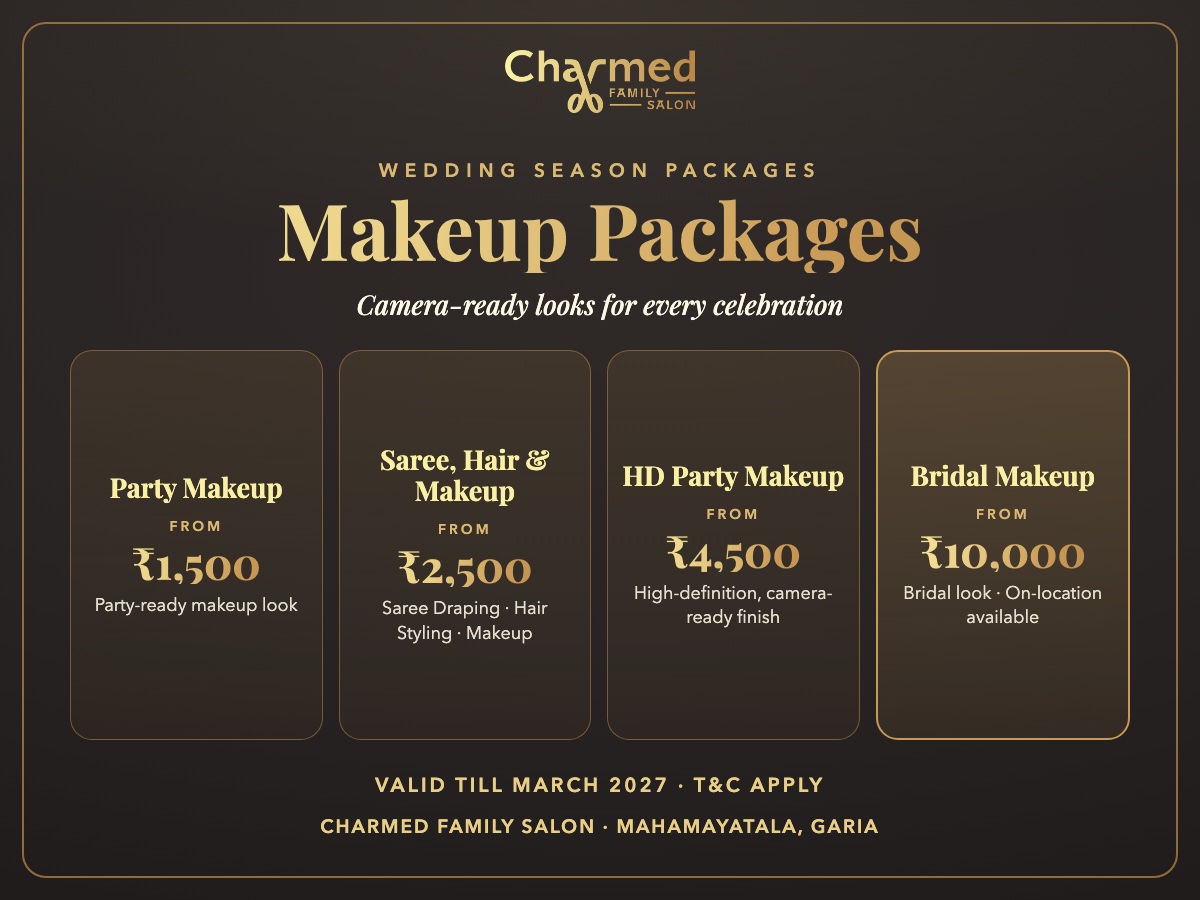 Charmed
FAMILY
SALON
WEDDING SEASON PACKAGES
Makeup Packages
Camera-ready looks for every celebration
Party Makeup
FROM
₹1,500
Party-ready makeup look
Saree, Hair &
Makeup
FROM
₹2,500
Saree Draping · Hair
Styling · Makeup
HD Party Makeup
FROM
₹4,500
High-definition, camera-
ready finish
Bridal Makeup
FROM
₹10,000
Bridal look · On-location
available
VALID TILL MARCH 2027 · T&C APPLY
CHARMED FAMILY SALON · MAHAMAYATALA, GARIA